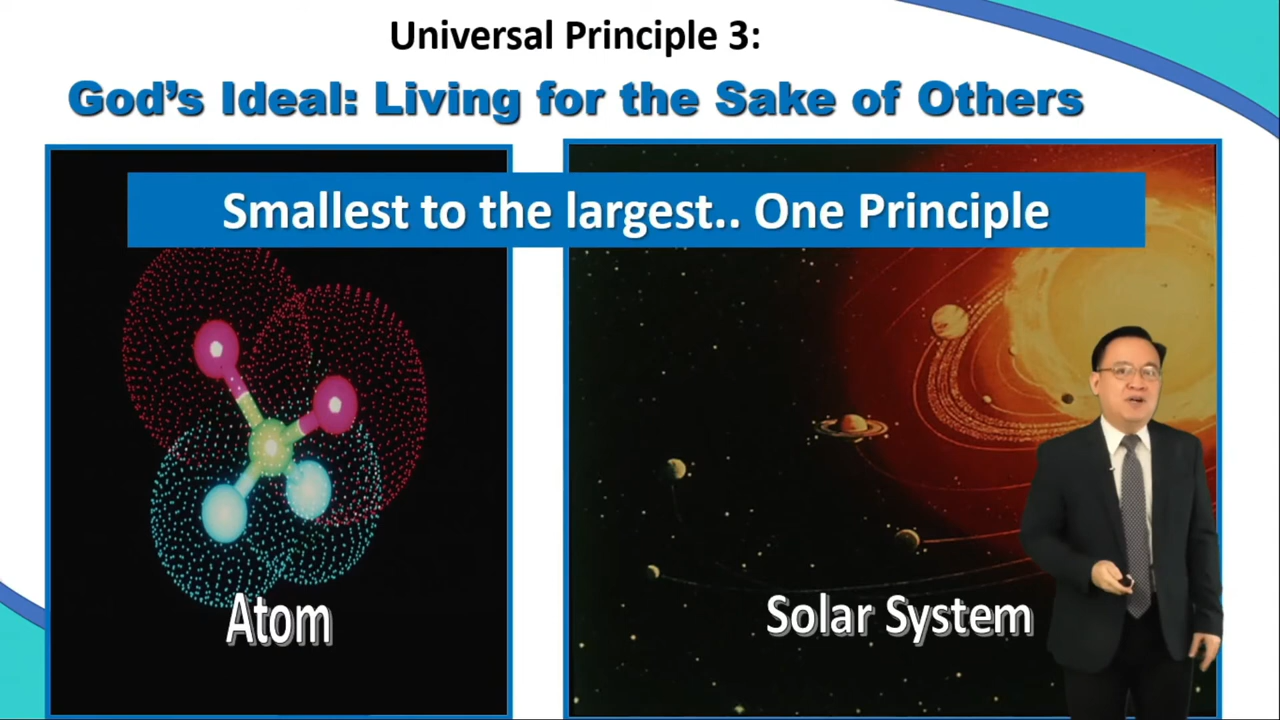 Universal Principle 3:
God's Ideal: Living for the Sake of Others
Smallest to the largest.. One Principle
Atom
Solar System